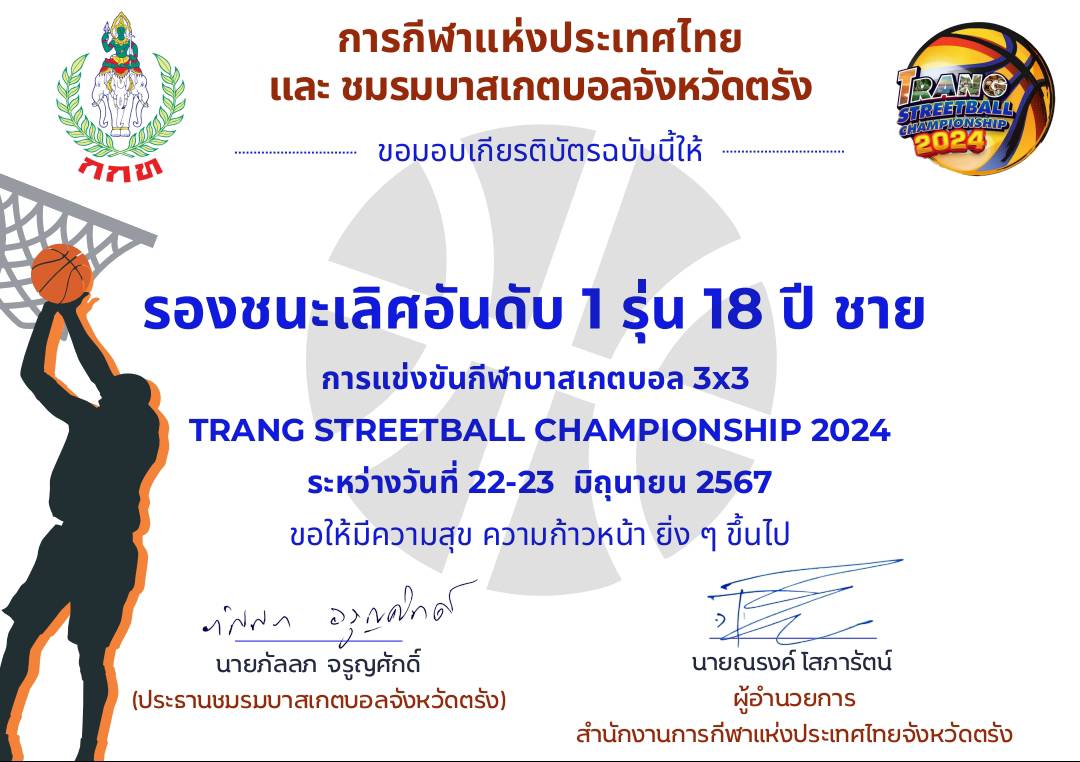 การกีฬาแห่งประเทศไทย
และ ชมรมบาสเกตบอลจังหวัดตรัง
ขอมอบเกียรติบัตรฉบับนี้ให้
กกท
TRANG
STREETBALL
CHAMPIONSHIP
2024
รองชนะเลิศอันดับ 1 รุ่น 18 ปี ชาย
การแข่งขันกีฬาบาสเกตบอล 3x3
TRANG STREETBALL CHAMPIONSHIP 2024
ระหว่างวันที่ 22-23 มิถุนายน 2567
ขอให้มีความสุข ความก้าวหน้า ยิ่ง ๆ ขึ้นไป
ภัลลภ จรูญศักดิ์
นายภัลลภ จรูญศักดิ์
(ประธานชมรมบาสเกตบอลจังหวัดตรัง)
นายณรงค์ โสภารัตน์
ผู้อำนวยการ
สำนักงานการกีฬาแห่งประเทศไทยจังหวัดตรัง